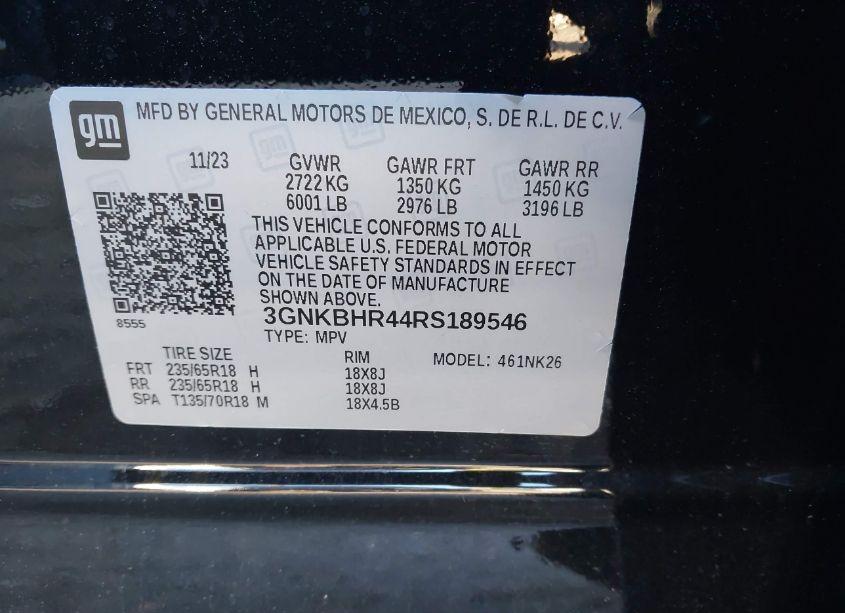 gm
MFD BY GENERAL MOTORS DE MEXICO, S. DE R.L. DE C.V.
11/23 GVWR GAWR FRT GAWR RR
2722 KG 1350 KG 1450 KG
6001 LB 2976 LB 3196 LB
THIS VEHICLE CONFORMS TO ALL
APPLICABLE U.S. FEDERAL MOTOR
VEHICLE SAFETY STANDARDS IN EFFECT
ON THE DATE OF MANUFACTURE
SHOWN ABOVE.
8555
3GNKBHR44RS189546
TYPE: MPV
TIRE SIZE RIM MODEL: 461NK26
FRT 235/65R18 H 18X8J
RR 235/65R18 H 18X8J
SPA T135/70R18 M 18X4.5B